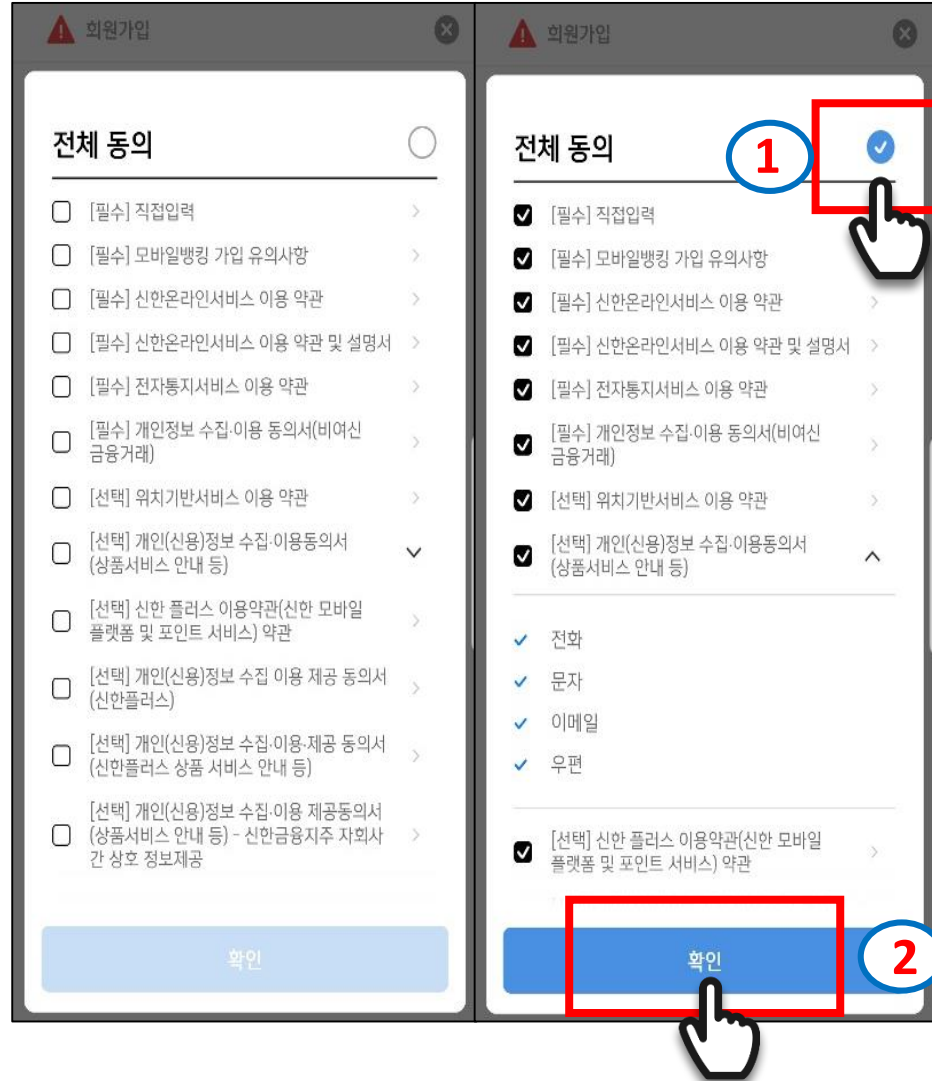 회원가입
전체 동의
[필수] 직접입력
[필수] 모바일뱅킹 가입 유의사항
[필수] 신한온라인서비스 이용 약관
[필수] 신한온라인서비스 이용 약관 및 설명서
[필수] 전자통지서비스 이용 약관
[필수] 개인정보 수집·이용 동의서(비여신
금융거래)
[선택] 위치기반서비스 이용 약관
[선택] 개인(신용)정보 수집·이용동의서
(상품서비스 안내 등)
[선택] 신한 플러스 이용약관(신한 모바일
플랫폼 및 포인트 서비스) 약관
[선택] 개인(신용)정보 수집 이용 제공 동의서
(신한플러스)
[선택] 개인(신용)정보 수집·이용·제공 동의서
(신한플러스 상품 서비스 안내 등)
[선택] 개인(신용)정보 수집·이용 제공동의서
(상품서비스 안내 등) - 신한금융지주 자회사
간 상호 정보제공
확인
회원가입
전체 동의
1
[필수] 직접입력
[필수] 모바일뱅킹 가입 유의사항
[필수] 신한온라인서비스 이용 약관
[필수] 신한온라인서비스 이용 약관 및 설명서
[필수] 전자통지서비스 이용 약관
[필수] 개인정보 수집·이용 동의서(비여신
금융거래)
[선택] 위치기반서비스 이용 약관
[선택] 개인(신용)정보 수집·이용동의서
(상품서비스 안내 등)
전화
문자
이메일
우편
[선택] 신한 플러스 이용약관(신한 모바일
플랫폼 및 포인트 서비스) 약관
확인
2